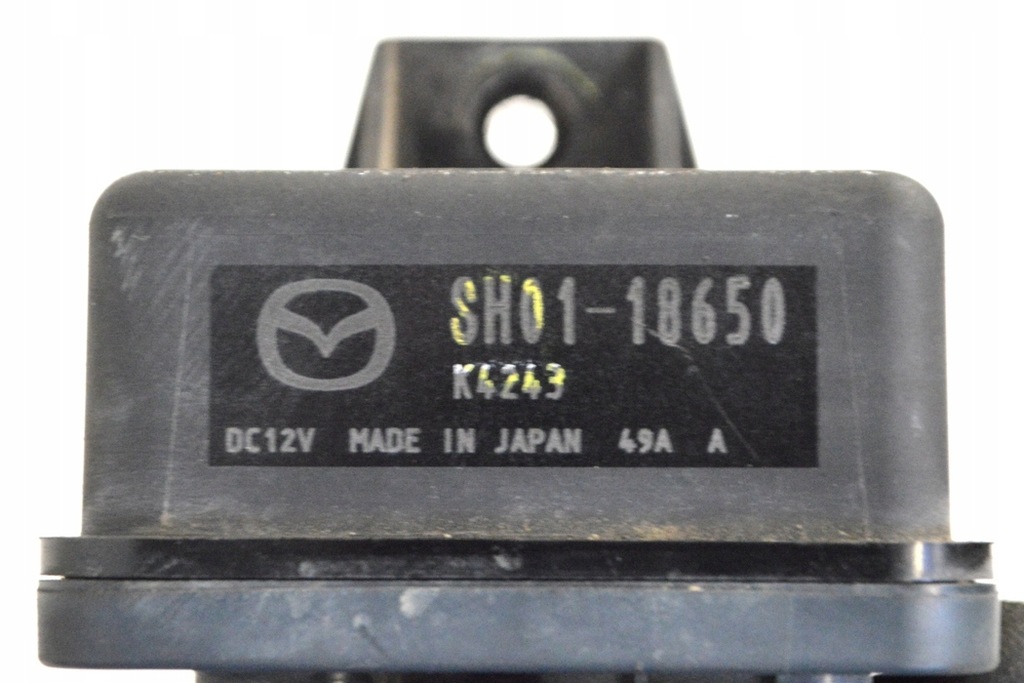 SH01-18650
K4243
DC12V MADE IN JAPAN 49A A